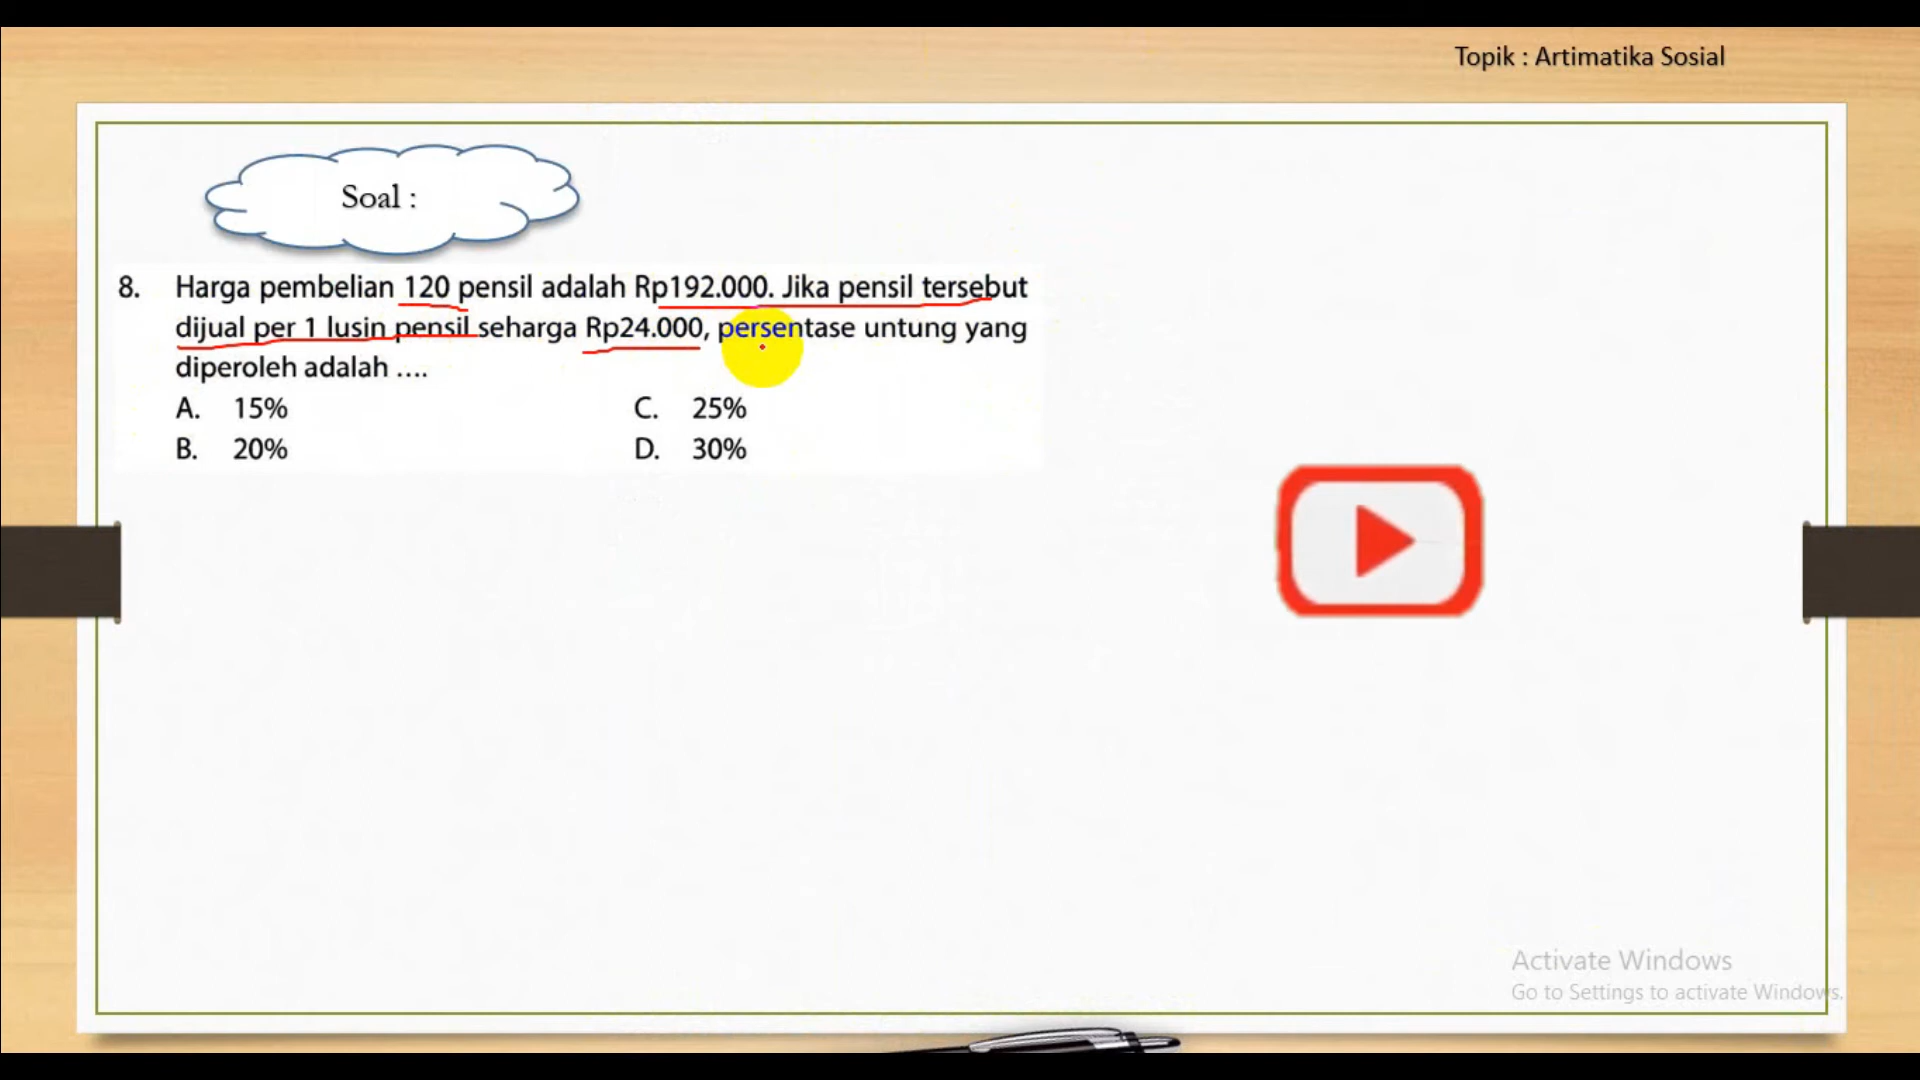 Topik : Artimatika Sosial
Soal :
8. Harga pembelian 120 pensil adalah Rp192.000. Jika pensil tersebut
dijual per 1 lusin pensil seharga Rp24.000, persentase untung yang
diperoleh adalah ....
A. 15% C. 25%
B. 20% D. 30%
Activate Windows
Go to Settings to activate Windows.